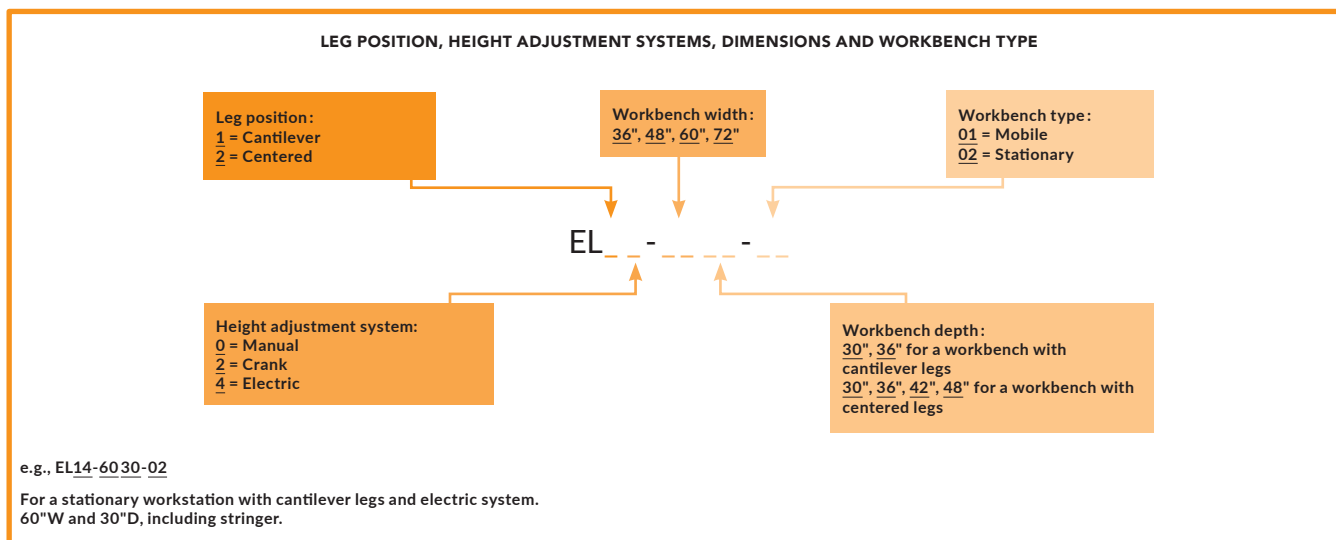 LEG POSITION, HEIGHT ADJUSTMENT SYSTEMS, DIMENSIONS AND WORKBENCH TYPE
Leg position:
1 = Cantilever
2 = Centered
Workbench width:
36", 48", 60", 72"
Workbench type:
01 = Mobile
02 = Stationary
EL_ _ - _ _ _ _ - _ _
Height adjustment system:
0 = Manual
2 = Crank
4 = Electric
Workbench depth:
30", 36" for a workbench with
cantilever legs
30", 36", 42", 48" for a workbench with
centered legs
e.g., EL14-6030-02
For a stationary workstation with cantilever legs and electric system.
60"W and 30"D, including stringer.